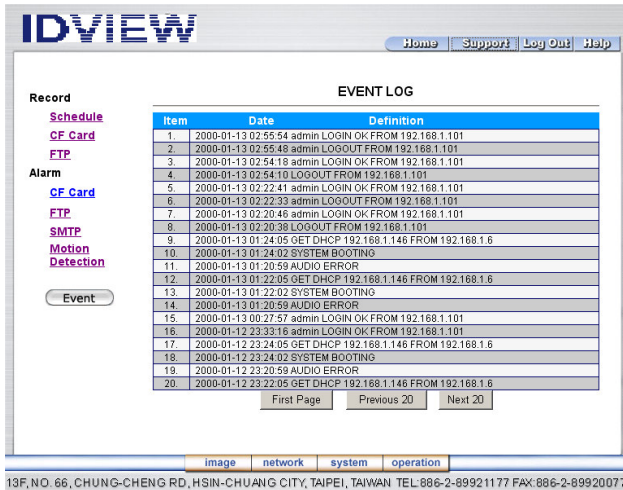 IDVIEW
Home Support Log Out Help
Record
Schedule
CF Card
FTP
Alarm
CF Card
FTP
SMTP
Motion
Detection
Event
EVENT LOG
Item Date Definition
1. 2000-01-13 02:55:54 admin LOGIN OK FROM 192.168.1.101
2. 2000-01-13 02:55:48 admin LOGOUT FROM 192.168.1.101
3. 2000-01-13 02:54:18 admin LOGIN OK FROM 192.168.1.101
4. 2000-01-13 02:54:10 LOGOUT FROM 192.168.1.101
5. 2000-01-13 02:22:41 admin LOGIN OK FROM 192.168.1.101
6. 2000-01-13 02:22:33 admin LOGOUT FROM 192.168.1.101
7. 2000-01-13 02:20:46 admin LOGIN OK FROM 192.168.1.101
8. 2000-01-13 02:20:38 LOGOUT FROM 192.168.1.101
9. 2000-01-13 01:24:05 GET DHCP 192.168.1.146 FROM 192.168.1.6
10. 2000-01-13 01:24:02 SYSTEM BOOTING
11. 2000-01-13 01:20:59 AUDIO ERROR
12. 2000-01-13 01:22:05 GET DHCP 192.168.1.146 FROM 192.168.1.6
13. 2000-01-13 01:22:02 SYSTEM BOOTING
14. 2000-01-13 01:20:59 AUDIO ERROR
15. 2000-01-13 00:27:57 admin LOGIN OK FROM 192.168.1.101
16. 2000-01-12 23:33:16 admin LOGIN OK FROM 192.168.1.101
17. 2000-01-12 23:24:05 GET DHCP 192.168.1.146 FROM 192.168.1.6
18. 2000-01-12 23:24:02 SYSTEM BOOTING
19. 2000-01-12 23:20:59 AUDIO ERROR
20. 2000-01-12 23:22:05 GET DHCP 192.168.1.146 FROM 192.168.1.6
First Page Previous 20 Next 20
image network system operation
13F, NO. 66, CHUNG-CHENG RD, HSIN-CHUANG CITY, TAIPEI, TAIWAN TEL:886-2-89921177 FAX:886-2-89920077